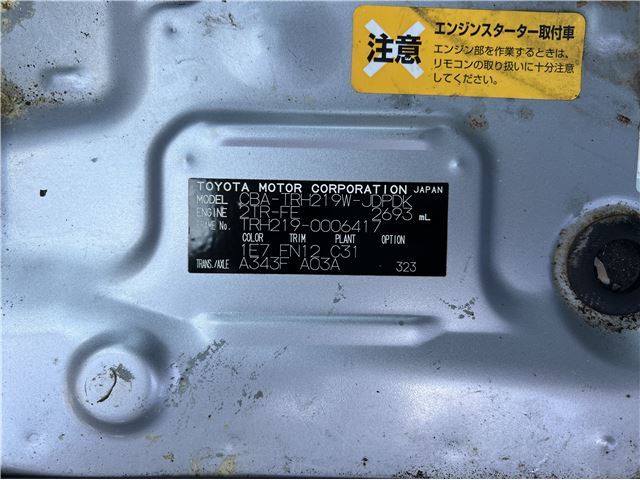 注意
エンジンスターター取付車
エンジン部を作業するときは、
リモコンの取り扱いに十分注意
してください。
TOYOTA MOTOR CORPORATION JAPAN
MODEL CBA-TRH219W-JDPDK
ENGINE 2TR-FE 2693 mL
FRAME No. TRH219-0006417
COLOR TRIM PLANT OPTION
1E7 EN12 C31
TRANS./AXLE A343F A03A 323